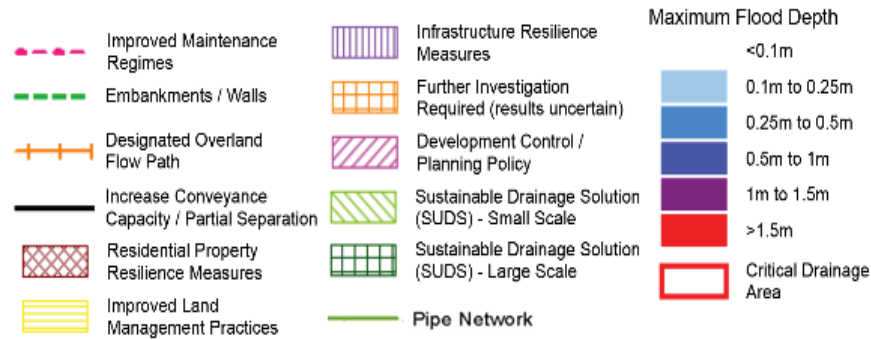 Improved Maintenance
Regimes
Embankments / Walls
Designated Overland
Flow Path
Increase Conveyance
Capacity / Partial Separation
Residential Property
Resilience Measures
Improved Land
Management Practices
Infrastructure Resilience
Measures
Further Investigation
Required (results uncertain)
Development Control /
Planning Policy
Sustainable Drainage Solution
(SUDS) - Small Scale
Sustainable Drainage Solution
(SUDS) - Large Scale
Pipe Network
Maximum Flood Depth
<0.1m
0.1m to 0.25m
0.25m to 0.5m
0.5m to 1m
1m to 1.5m
>1.5m
Critical Drainage
Area